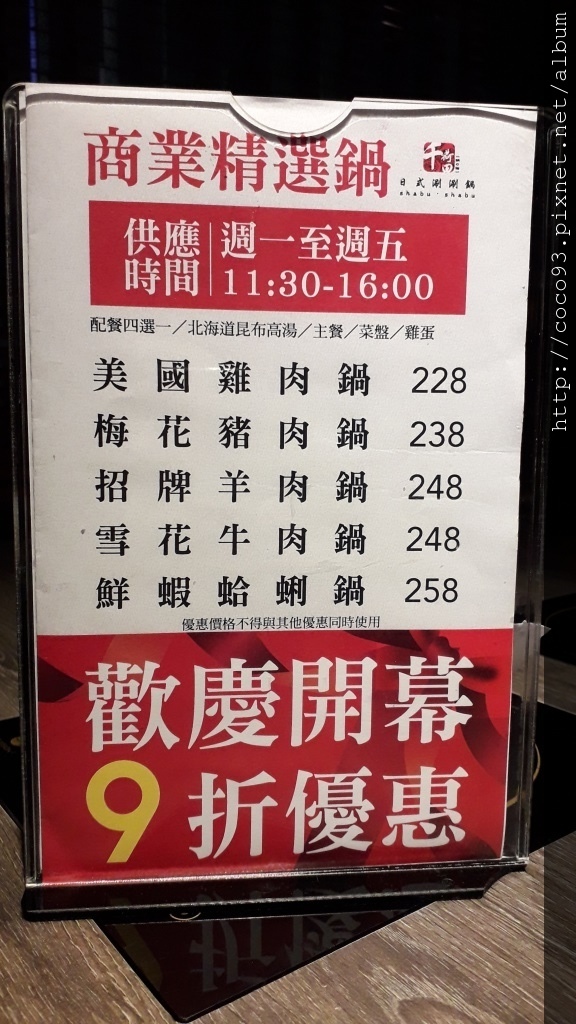 商業精選鍋
日式涮涮鍋
shabu·shabu
供應時間
週一至週五
11:30-16:00
配餐四選一／北海道昆布高湯／主餐／菜盤／雞蛋
美國雞肉鍋 228
梅花豬肉鍋 238
招牌羊肉鍋 248
雪花牛肉鍋 248
鮮蝦蛤蜊鍋 258
優惠價格不得與其他優惠同時使用
歡慶開幕
9折優惠
http://coco93.pixnet.net/album